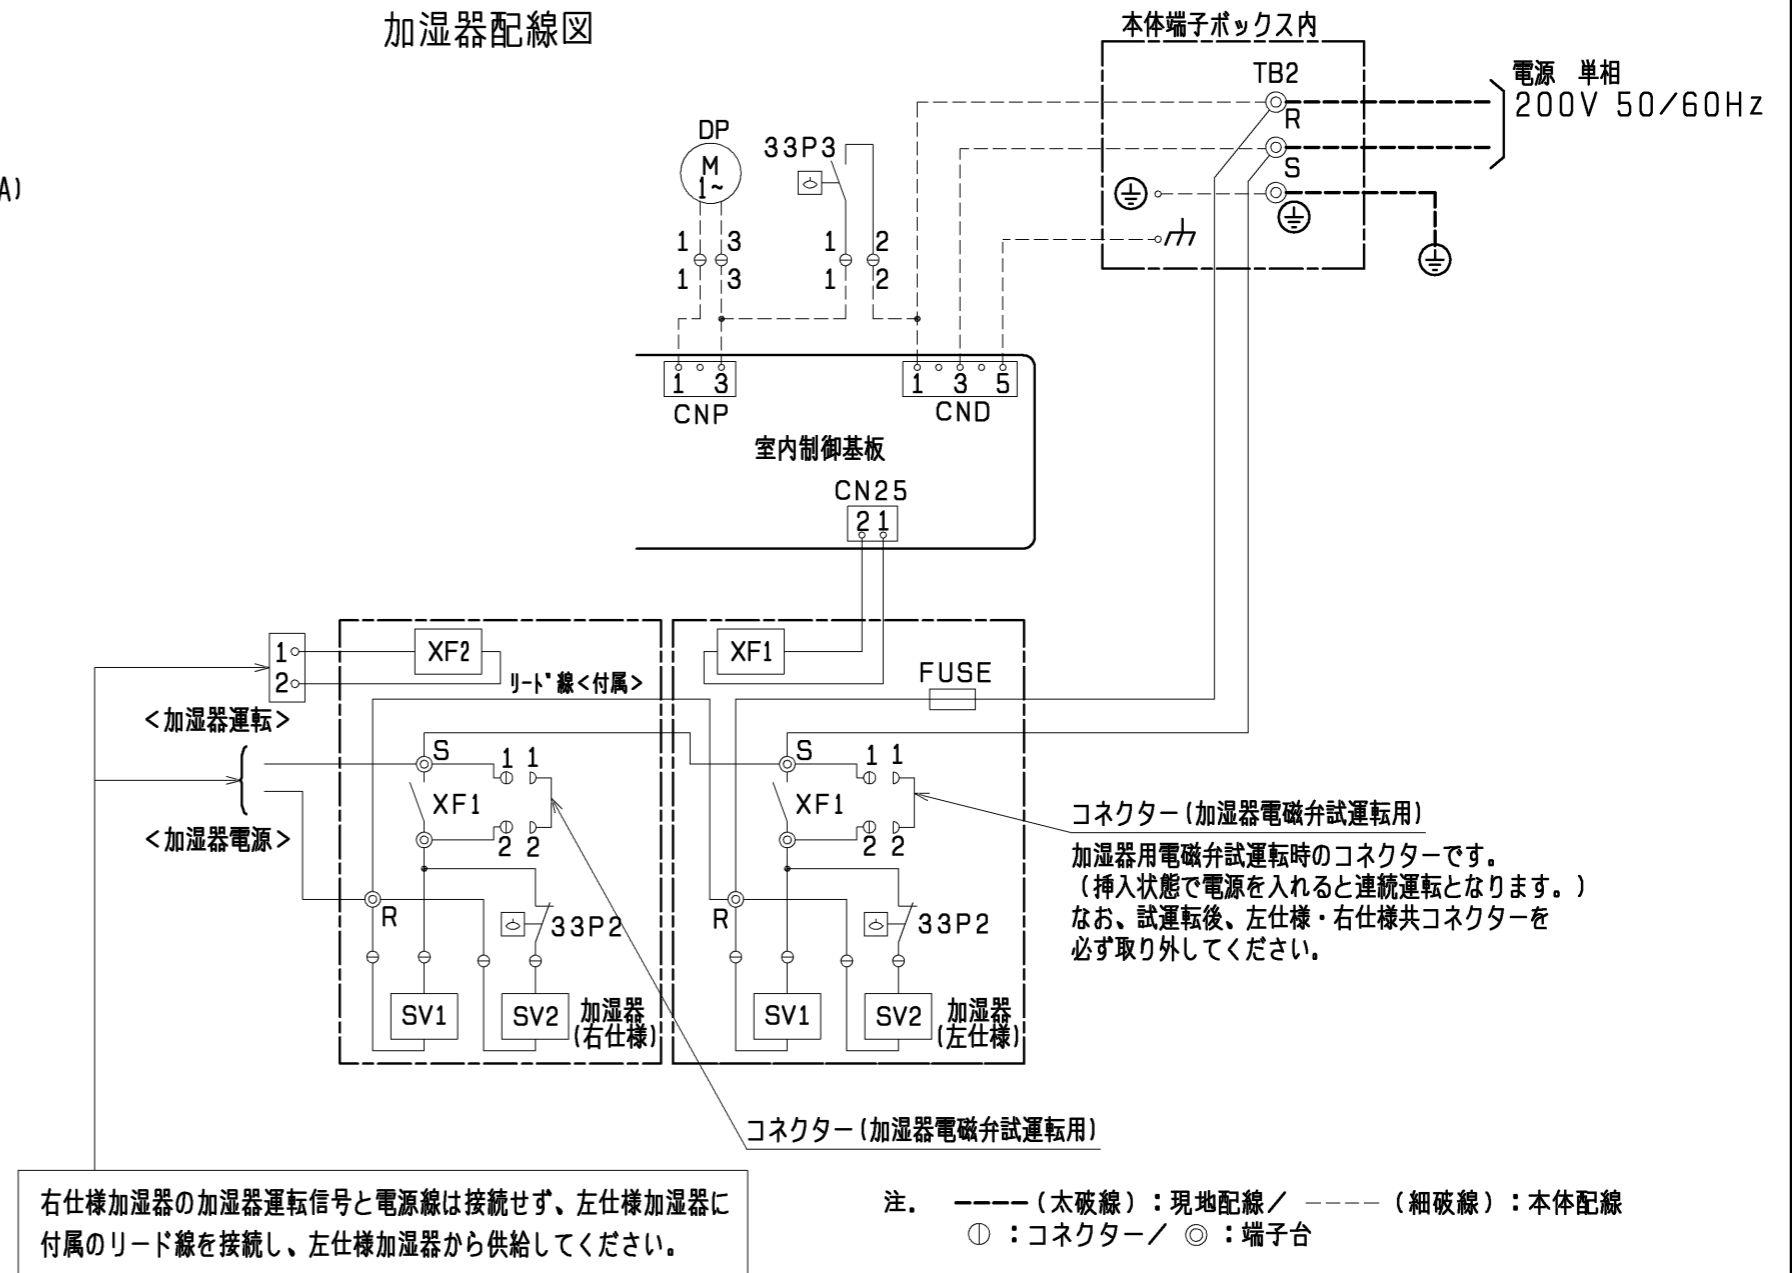 加湿器配線図
本体端子ボックス内
TB2
電源 単相
200V 50/60Hz
R
S
A)
DP
M
1~
33P3
1 3
1 3
1 2
1 2
1 3
CNP
1 3 5
CND
室内制御基板
CN25
2 1
1
2
XF2
XF1
FUSE
リード線<付属>
<加湿器運転>
<加湿器電源>
S
1 1
XF1
2 2
R
33P2
SV1
SV2
加湿器
(右仕様)
S
1 1
XF1
2 2
R
33P2
SV1
SV2
加湿器
(左仕様)
コネクター(加湿器電磁弁試運転用)
加湿器用電磁弁試運転時のコネクターです。
(挿入状態で電源を入れると連続運転となります。)
なお、試運転後、左仕様・右仕様共コネクターを
必ず取り外してください。
コネクター(加湿器電磁弁試運転用)
右仕様加湿器の加湿器運転信号と電源線は接続せず、左仕様加湿器に
付属のリード線を接続し、左仕様加湿器から供給してください。
注. ----(太破線):現地配線/ ----(細破線):本体配線
:コネクター/ ◎:端子台